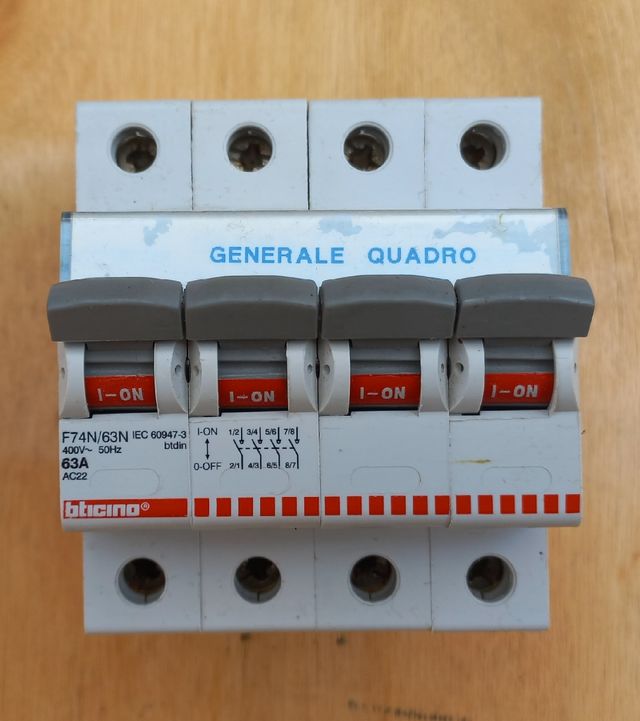 GENERALE QUADRO
I-ON I-ON I-ON I-ON
F74N/63N IEC 60947-3
400V~ 50Hz btdin
63A
AC22
I-ON
0-OFF
1/2 3/4 5/6 7/8
2/1 4/3 6/5 8/7
bticino®